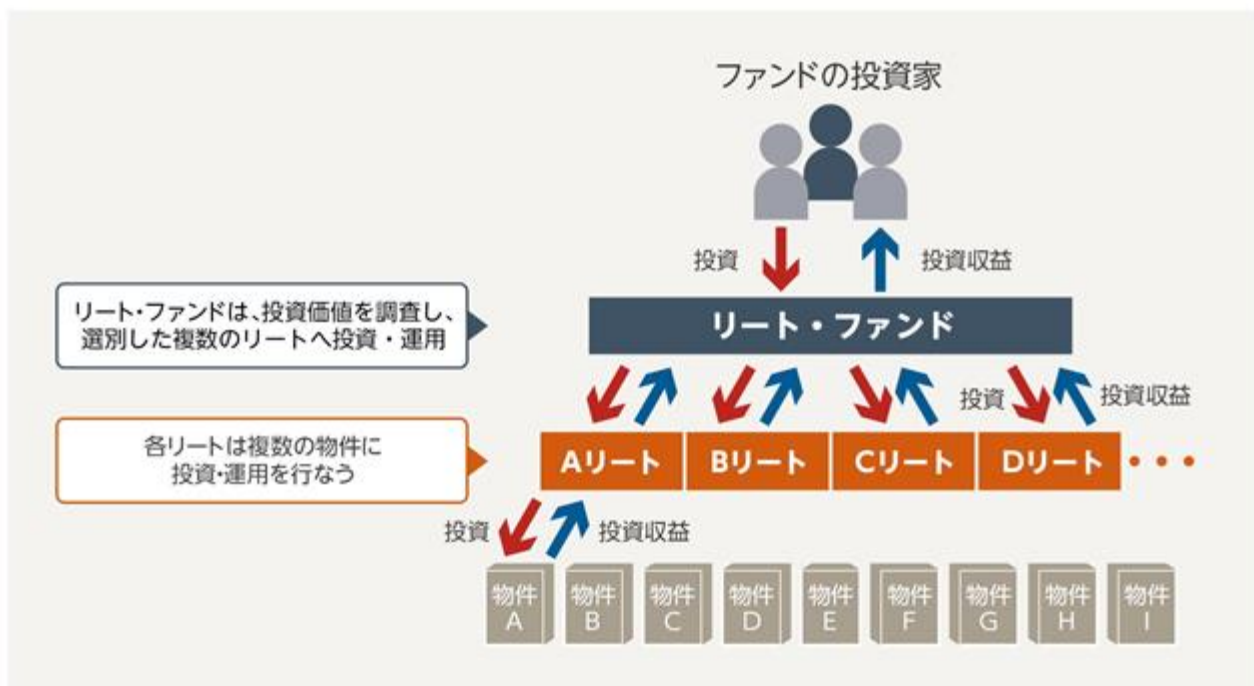 ファンドの投資家
投資
投資収益
リート・ファンドは、投資価値を調査し、
選別した複数のリートへ投資・運用
リート・ファンド
投資
投資収益
各リートは複数の物件に
投資・運用を行なう
Aリート
Bリート
Cリート
Dリート
・・・
投資
投資収益
物件
A
物件
B
物件
C
物件
D
物件
E
物件
F
物件
G
物件
H
物件
I